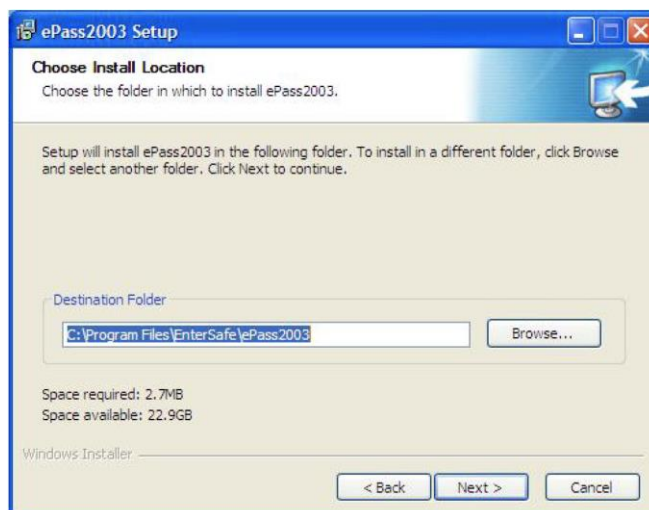 ePass2003 Setup
Choose Install Location
Choose the folder in which to install ePass2003.
Setup will install ePass2003 in the following folder. To install in a different folder, click Browse
and select another folder. Click Next to continue.
Destination Folder
C:\Program Files\EnterSafe\ePass2003
Browse...
Space required: 2.7MB
Space available: 22.9GB
Windows Installer
< Back
Next >
Cancel